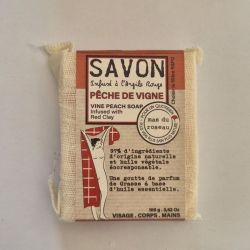 SAVON
Infusé à l'Argile Rouge
PÊCHE DE VIGNE
VINE PEACH SOAP
Infused with
Red Clay
mas du
roseau
97% d'ingrédients
d'origine naturelle
et huile végétale
écoresponsable.
Une goutte de parfum
de Grasse à base
d'huile essentielle.
VISAGE. CORPS. MAINS